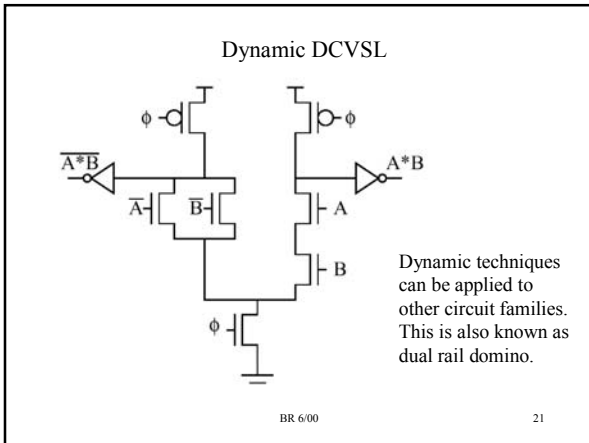 Dynamic DCVSL
ϕ
ϕ
A*B
A*B
A
B
A
B
ϕ
Dynamic techniques
can be applied to
other circuit families.
This is also known as
dual rail domino.
BR 6/00
21